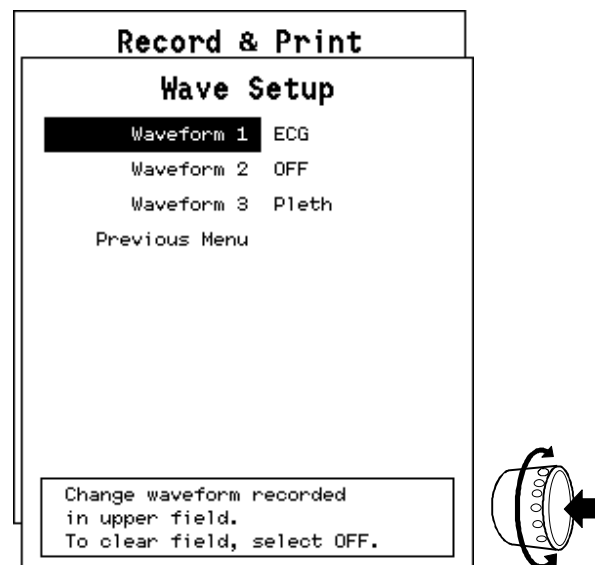 Record & Print
Wave Setup
Waveform 1 ECG
Waveform 2 OFF
Waveform 3 Pleth
Previous Menu
Change waveform recorded
in upper field.
To clear field, select OFF.